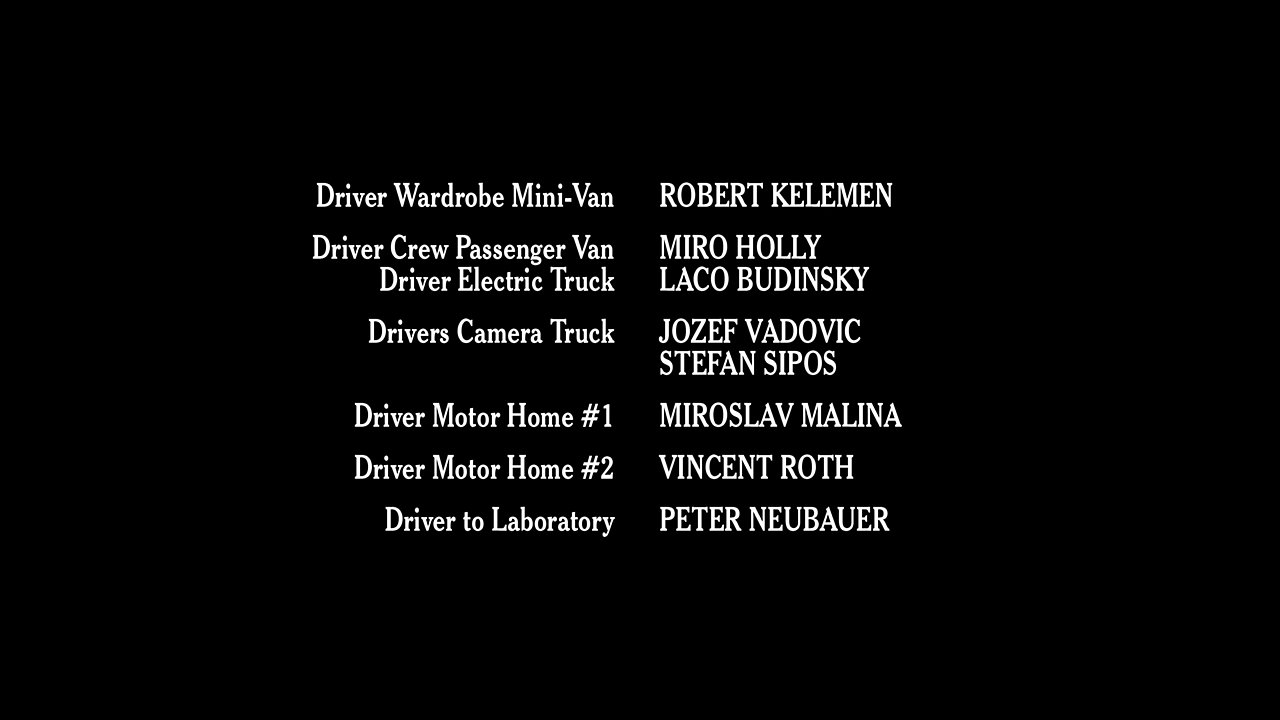 Driver Wardrobe Mini-Van ROBERT KELEMEN
Driver Crew Passenger Van MIRO HOLLY
Driver Electric Truck LACO BUDINSKY
Drivers Camera Truck JOZEF VADOVIC
STEFAN SIPOS
Driver Motor Home #1 MIROSLAV MALINA
Driver Motor Home #2 VINCENT ROTH
Driver to Laboratory PETER NEUBAUER